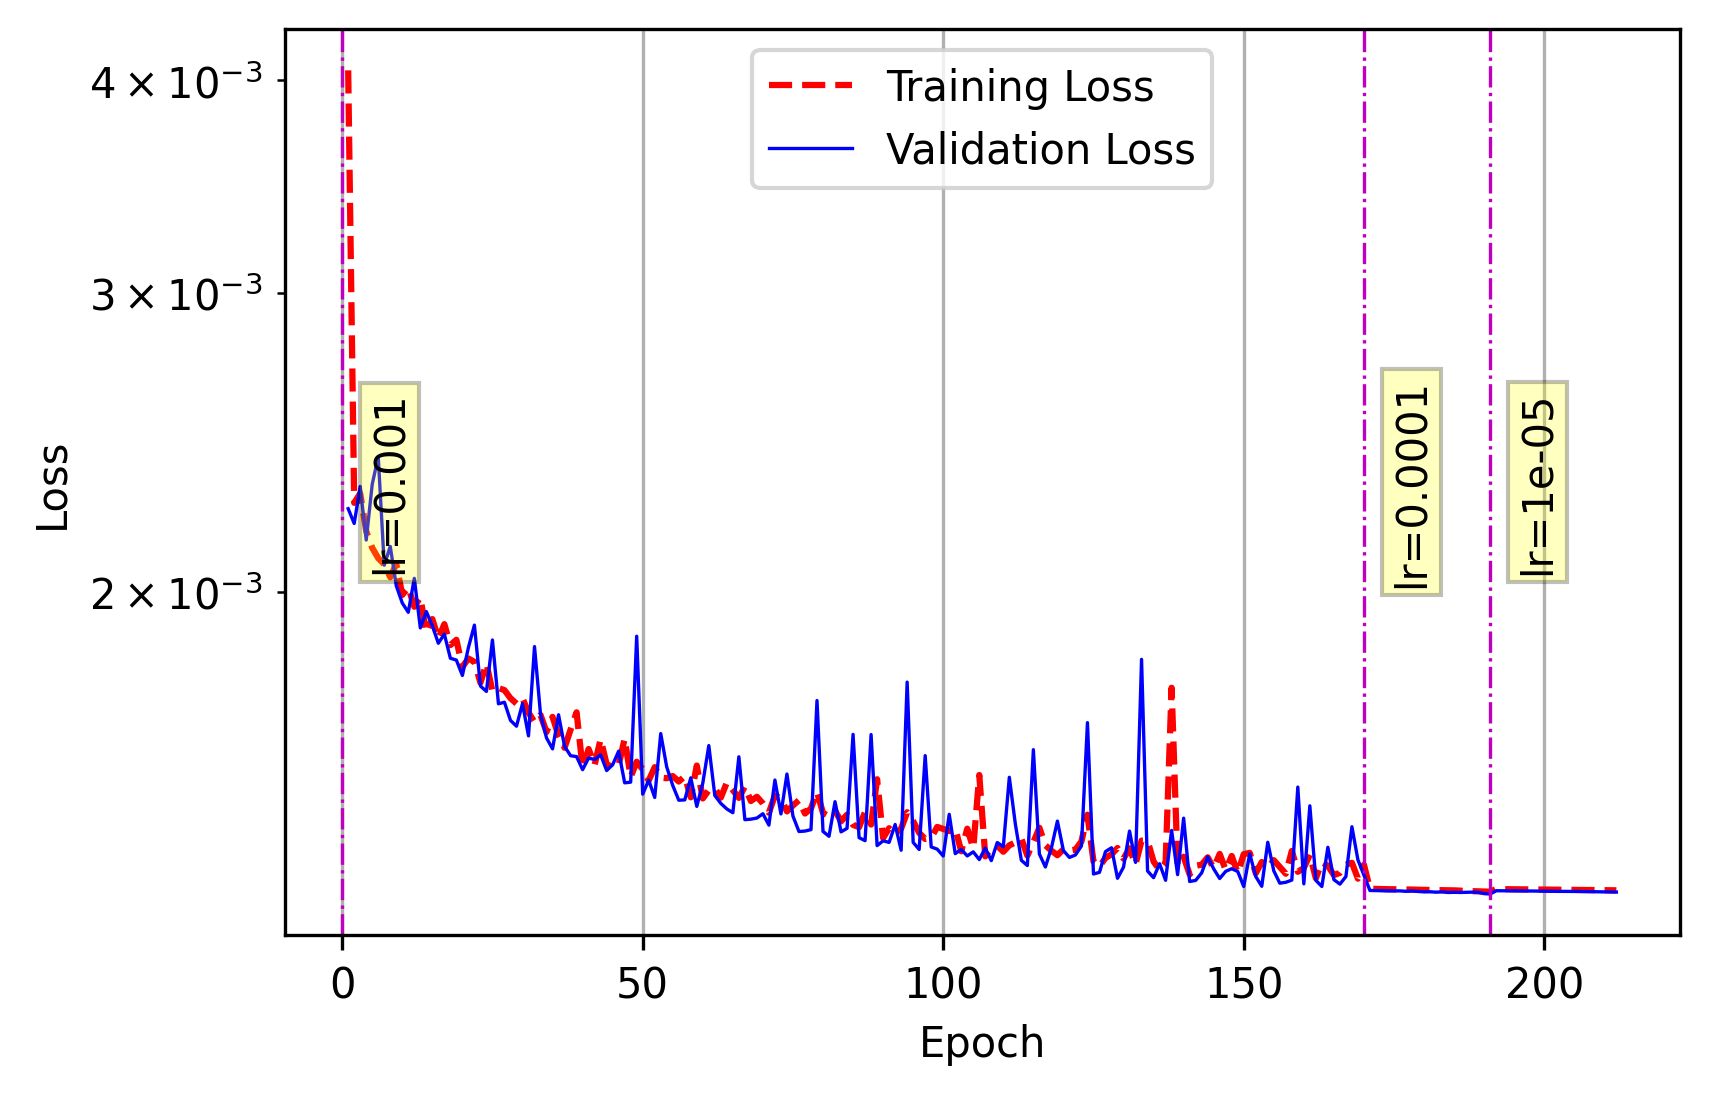 Training Loss
Validation Loss
4 × 10⁻³
3 × 10⁻³
2 × 10⁻³
Loss
lr=0.001
lr=0.0001
lr=1e-05
0 50 100 150 200
Epoch